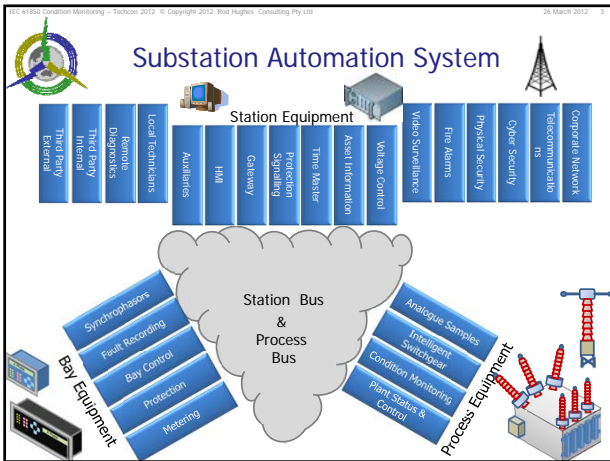 IEC 61850 Condition Monitoring – Techcon 2012 © Copyright 2012 Rod Hughes Consulting Pty Ltd
26 March 2012 3
Substation Automation System
Station Equipment
Third Party
External
Third Party
Internal
Remote
Diagnostics
Local Technicians
Auxiliaries
HMI
Gateway
Protection
Signalling
Time Master
Asset Information
Voltage Control
Video Surveillance
Fire Alarms
Physical Security
Cyber Security
Telecommunicatio
ns
Corporate Network
Station Bus
&
Process
Bus
Synchrophasors
Fault Recording
Bay Control
Protection
Metering
Bay Equipment
Analogue Samples
Intelligent
Switchgear
Condition Monitoring
Plant Status &
Control
Process Equipment